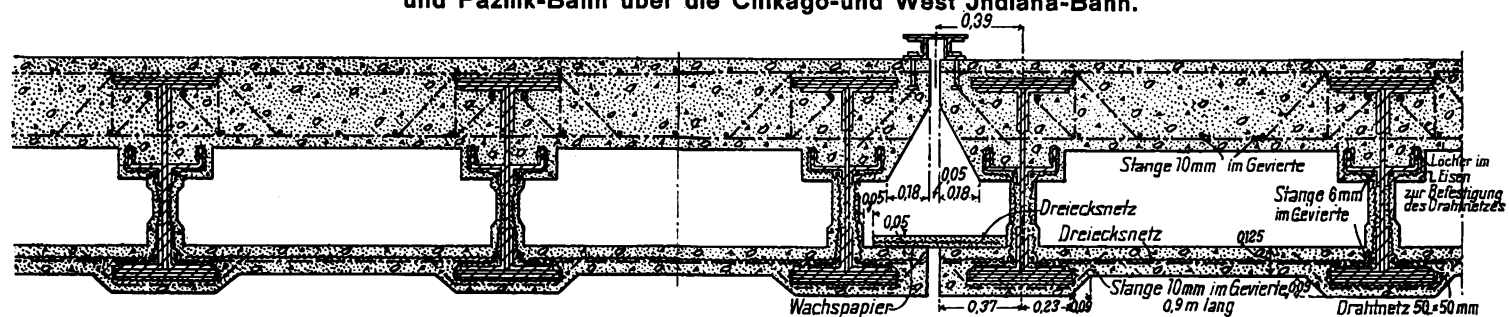 und Pazifik-Bahn über die Chikago-und West Jndiana-Bahn.
0,39
Stange 10mm im Gevierte
Löcher im
Eisen
zur Befestigung
des Drahtnetzes
Stange 6mm
im Gevierte
0,05
0,18
0,18
0,05
0,05
Dreiecksnetz
Dreiecksnetz
0,125
Wachspapier
0,37
0,23
0,09
Stange 10mm im Gevierte
0,9 m lang
0,09
Drahtnetz 50×50mm